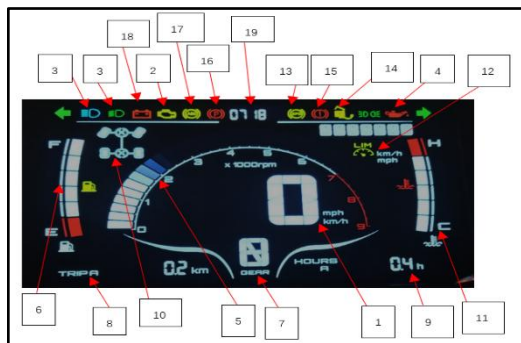 18 17 19
3 3 2 16 13 15 14 4
12
07 18
LIM
km/h
mph
F H
x 1000rpm
0 1 2 3 4 5 6 7 8 9
0
mph
km/h
E C
N
GEAR
TRIP A
0.2 km
HOURS
A
0.4 h
6 8 10 5 7 1 9 11